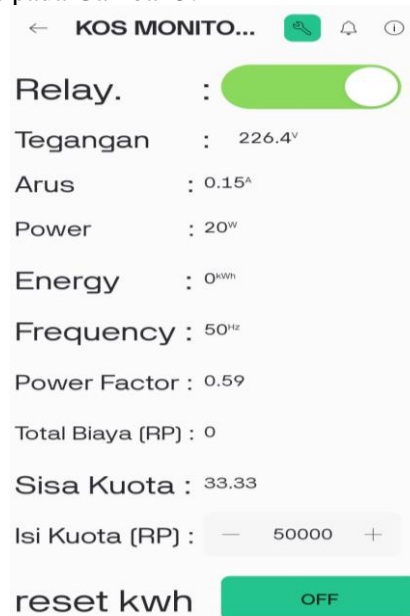 KOS MONITO...
Relay. :
Tegangan : 226.4V
Arus : 0.15A
Power : 20W
Energy : 0kWh
Frequency : 50Hz
Power Factor : 0.59
Total Biaya (RP) : 0
Sisa Kuota : 33.33
Isi Kuota (RP) : — 50000 +
reset kwh OFF